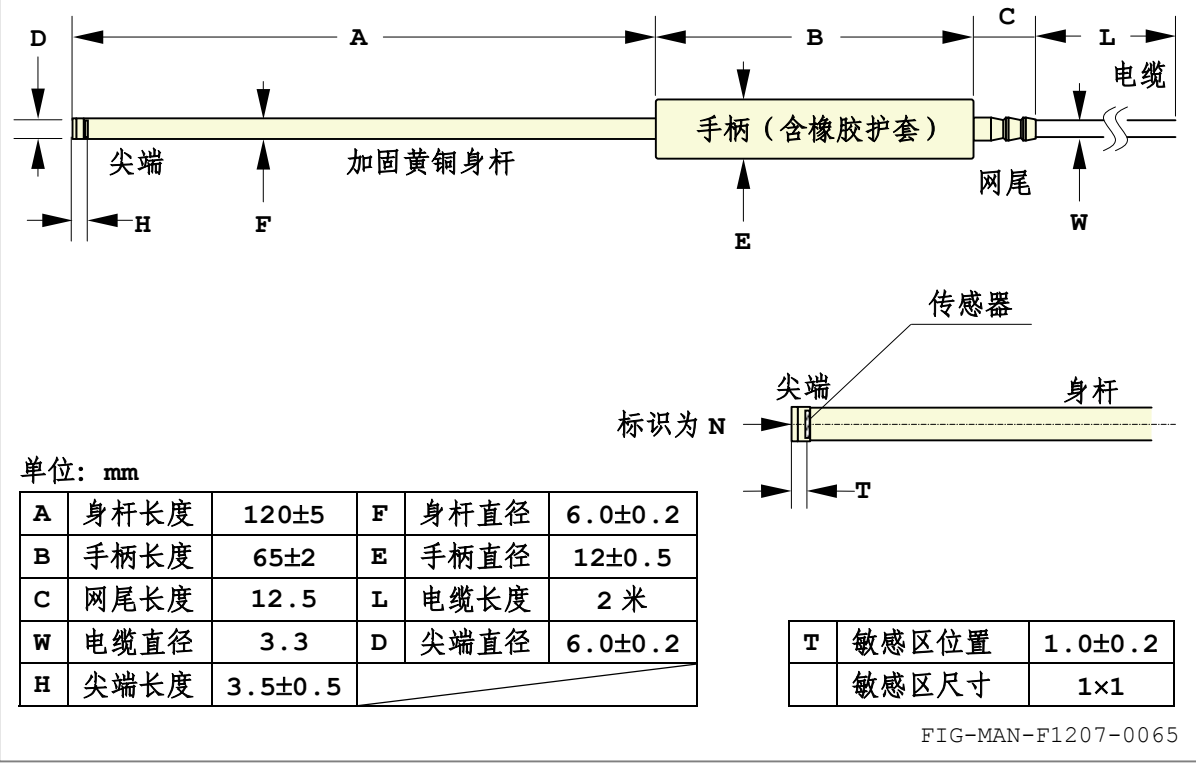 C
D A B L
电缆
手柄（含橡胶护套）
尖端 加固黄铜身杆 网尾
H F E W
传感器
尖端 身杆
标识为 N
T
单位: mm
A 身杆长度 120±5 F 身杆直径 6.0±0.2
B 手柄长度 65±2 E 手柄直径 12±0.5
C 网尾长度 12.5 L 电缆长度 2 米
W 电缆直径 3.3 D 尖端直径 6.0±0.2
H 尖端长度 3.5±0.5
T 敏感区位置 1.0±0.2
敏感区尺寸 1×1
FIG-MAN-F1207-0065